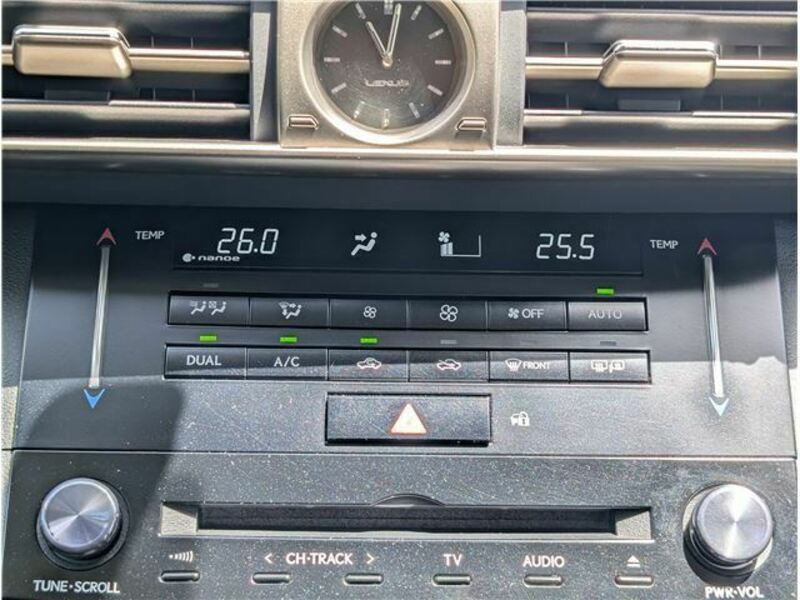 LEXUS
TEMP 26.0 25.5 TEMP
nanoe
OFF AUTO
DUAL A/C FRONT
< CH·TRACK > TV AUDIO
TUNE·SCROLL PWR·VOL